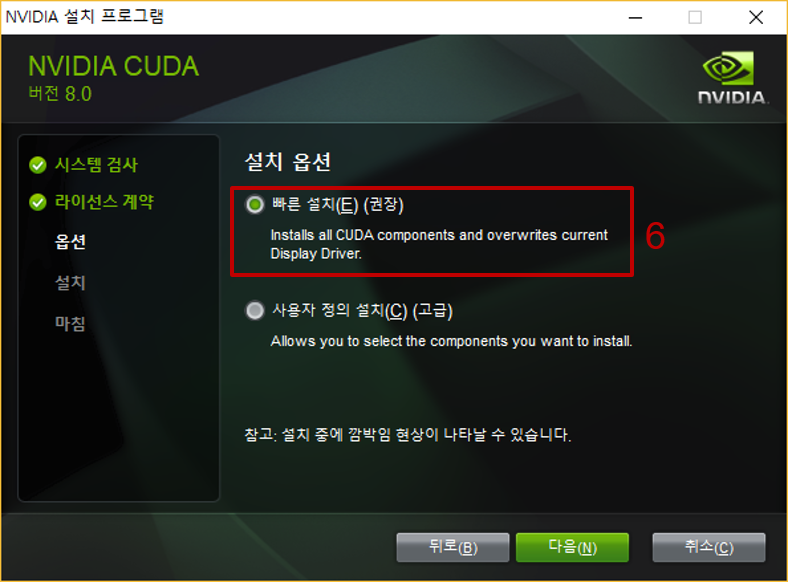 NVIDIA 설치 프로그램
NVIDIA CUDA
버전 8.0
NVIDIA.
시스템 검사
라이선스 계약
옵션
설치
마침
설치 옵션
빠른 설치(E) (권장)
Installs all CUDA components and overwrites current
Display Driver.
6
사용자 정의 설치(C) (고급)
Allows you to select the components you want to install.
참고: 설치 중에 깜박임 현상이 나타날 수 있습니다.
뒤로(B)
다음(N)
취소(C)